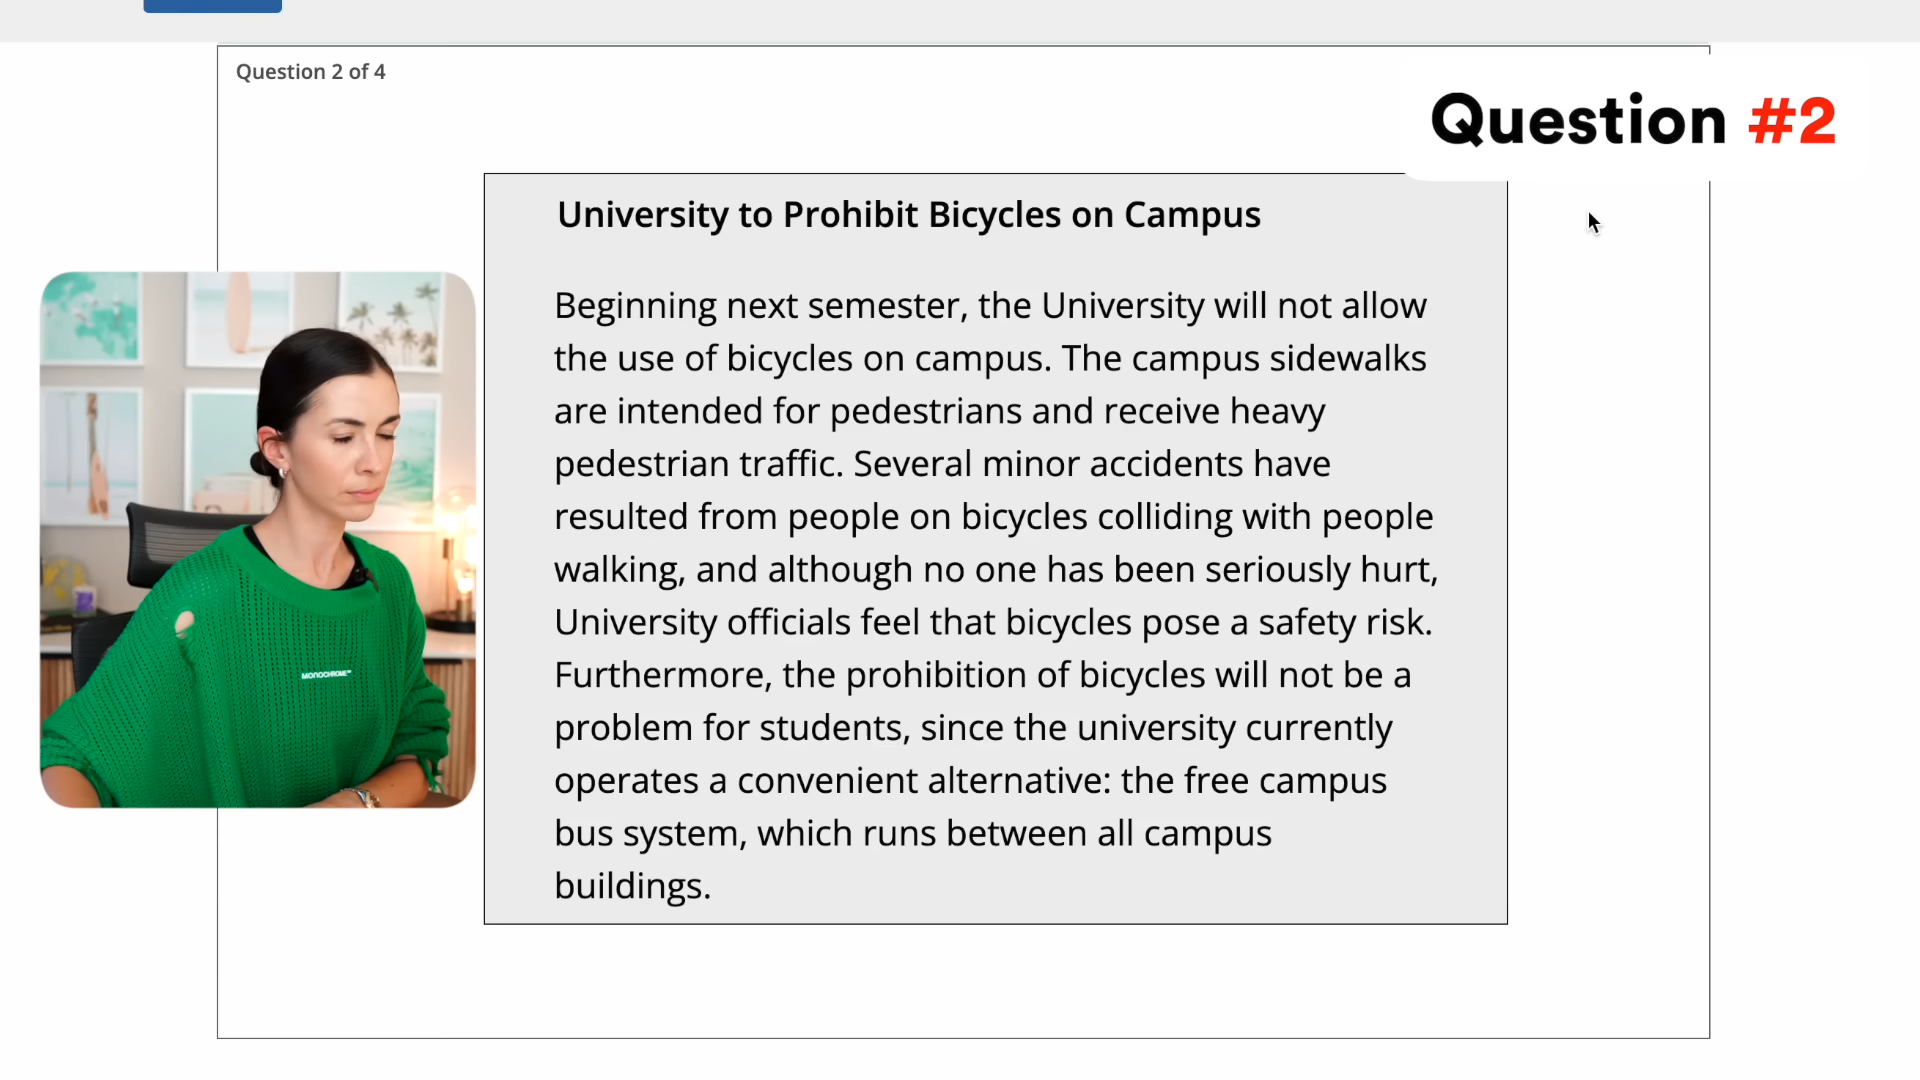 Question 2 of 4
Question #2
University to Prohibit Bicycles on Campus
Beginning next semester, the University will not allow
the use of bicycles on campus. The campus sidewalks
are intended for pedestrians and receive heavy
pedestrian traffic. Several minor accidents have
resulted from people on bicycles colliding with people
walking, and although no one has been seriously hurt,
University officials feel that bicycles pose a safety risk.
Furthermore, the prohibition of bicycles will not be a
problem for students, since the university currently
operates a convenient alternative: the free campus
bus system, which runs between all campus
buildings.
MONOCHROME™